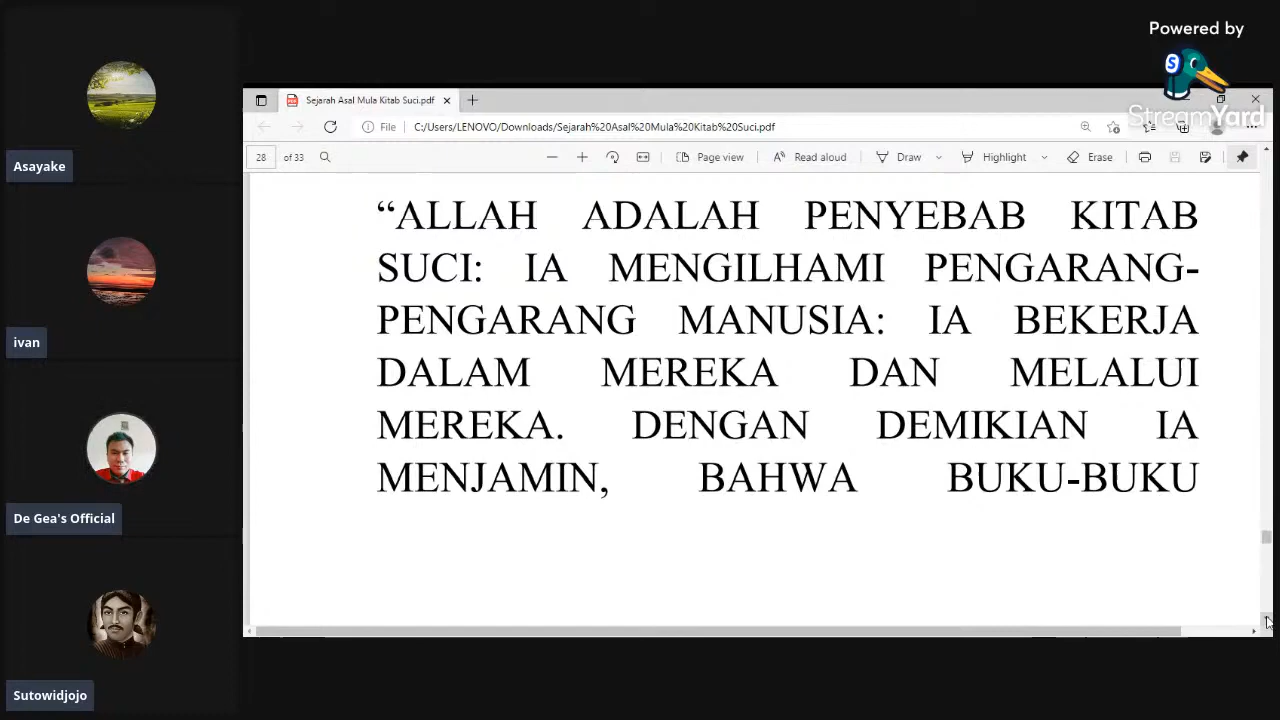 Powered by
StreamYard
Sejarah Asal Mula Kitab Suci.pdf
File
C:/Users/LENOVO/Downloads/Sejarah%20Asal%20Mula%20Kitab%20Suci.pdf
28 of 33
Page view
Read aloud
Draw
Highlight
Erase
“ALLAH ADALAH PENYEBAB KITAB
SUCI: IA MENGILHAMI PENGARANG-
PENGARANG MANUSIA: IA BEKERJA
DALAM MEREKA DAN MELALUI
MEREKA. DENGAN DEMIKIAN IA
MENJAMIN, BAHWA BUKU-BUKU
Asayake
ivan
De Gea's Official
Sutowidjojo